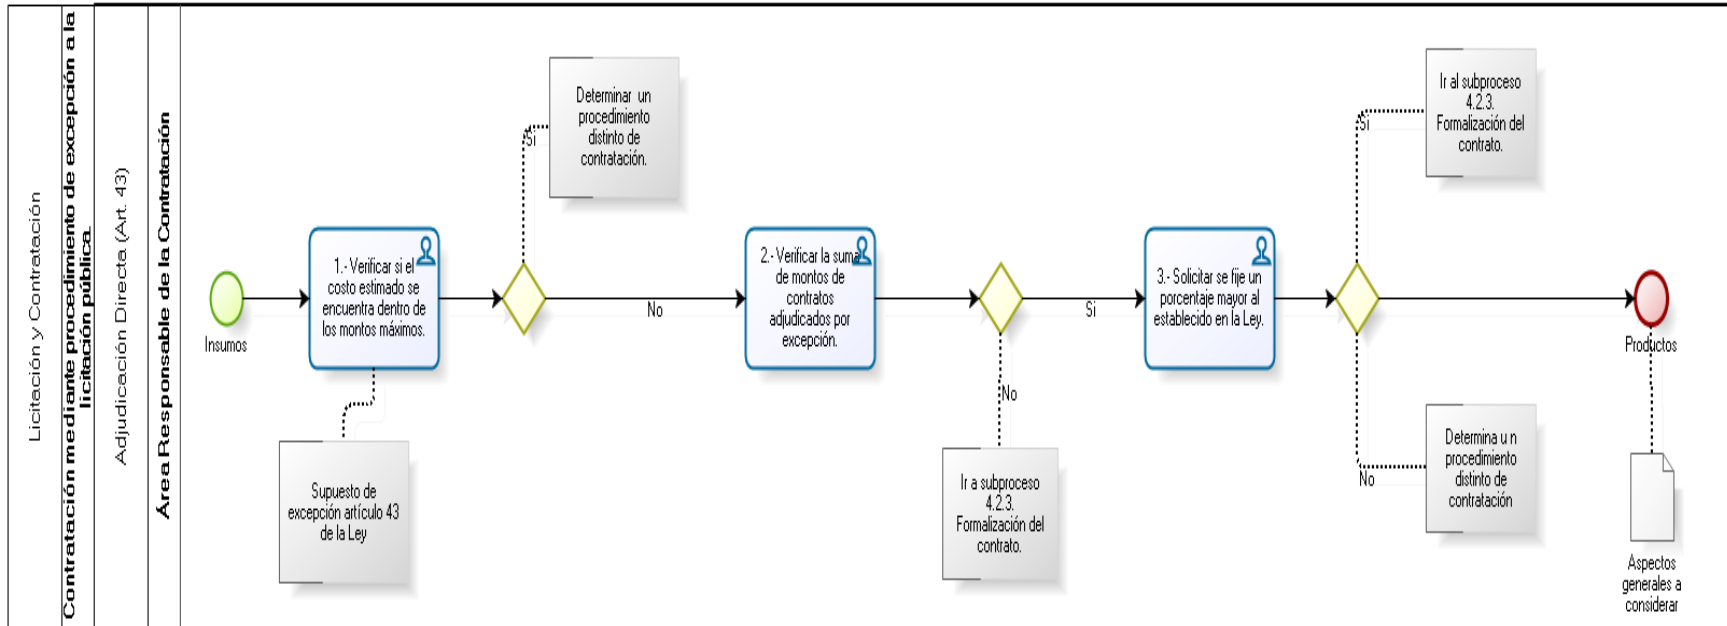 Licitación y Contratación
Contratación mediante procedimiento de excepción a la
licitación pública.
Adjudicación Directa (Art. 43)
Área Responsable de la Contratación
Insumos
1.- Verificar si el
costo estimado se
encuentra dentro de
los montos máximos.
Supuesto de
excepción artículo 43
de la Ley
Si
Determinar un
procedimiento
distinto de
contratación.
No
2.- Verificar la suma
de montos de
contratos
adjudicados por
excepción.
No
Ir a subproceso
4.2.3.
Formalización del
contrato.
Si
3.- Solicitar se fije un
porcentaje mayor al
establecido en la Ley.
Si
Ir al subproceso
4.2.3.
Formalización del
contrato.
No
Determina u n
procedimiento
distinto de
contratación
Productos
Aspectos
generales a
considerar